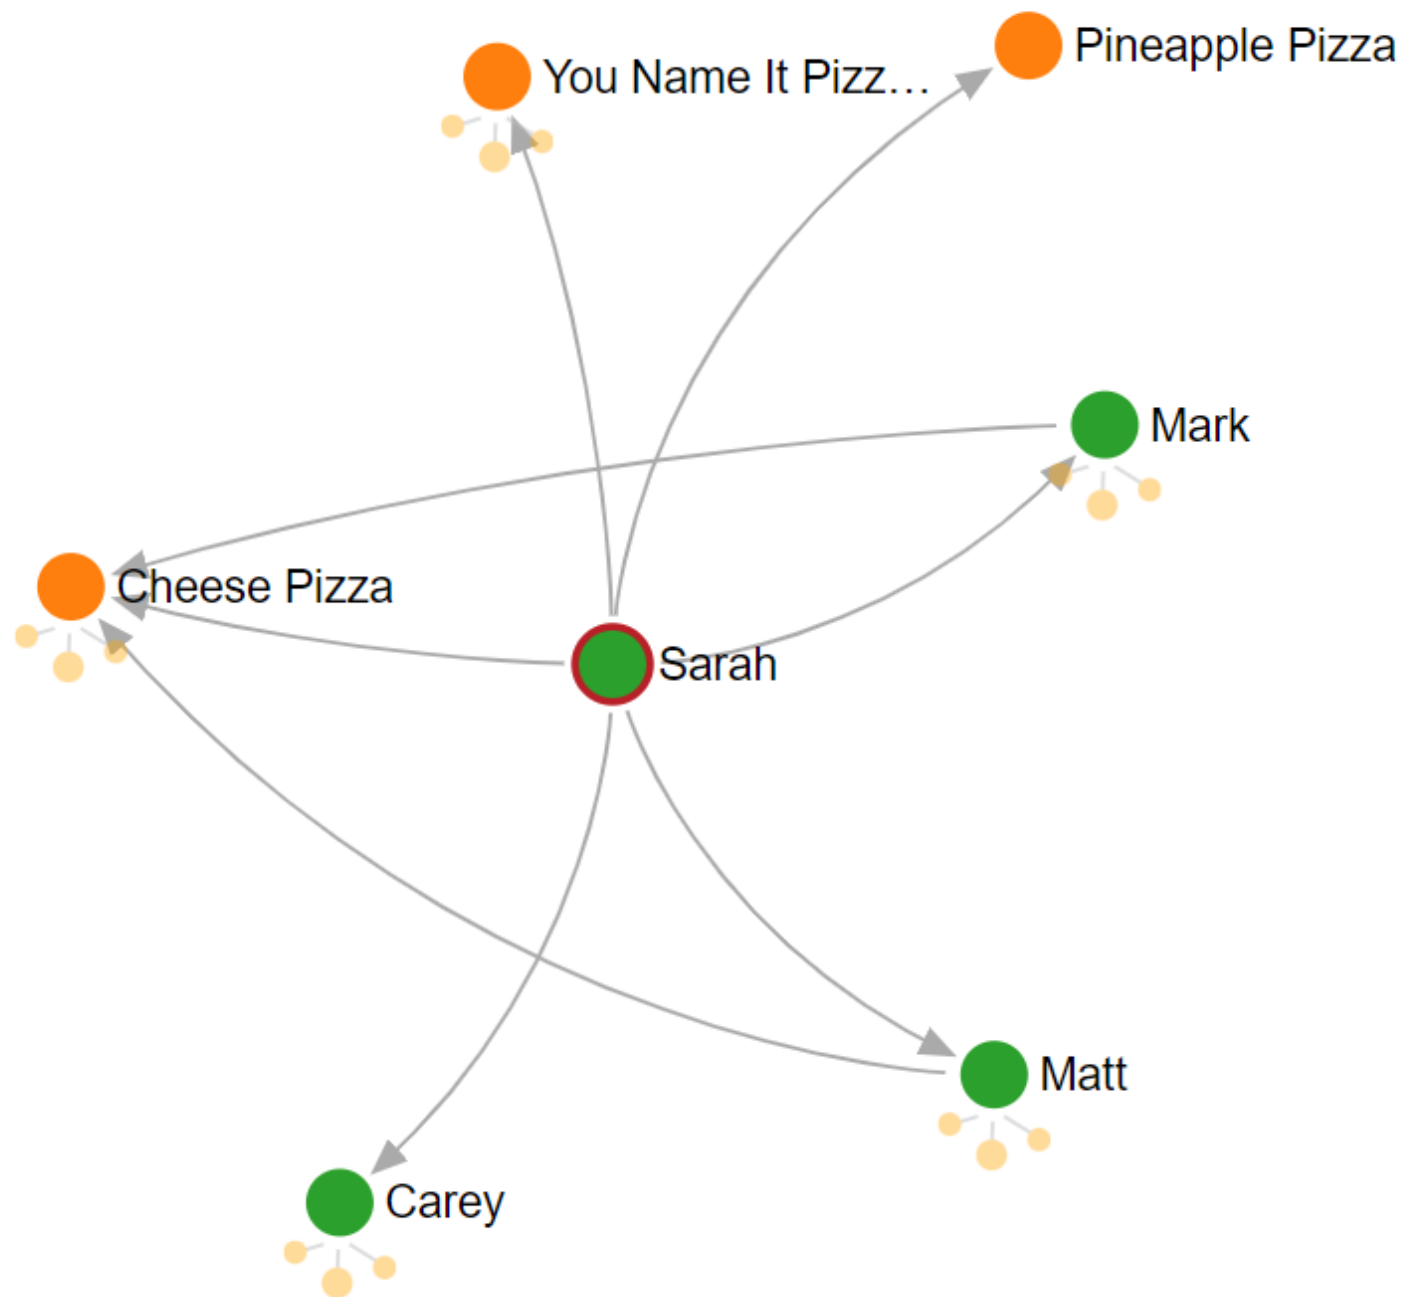 Pineapple Pizza
You Name It Pizz…
Mark
Cheese Pizza
Sarah
Matt
Carey